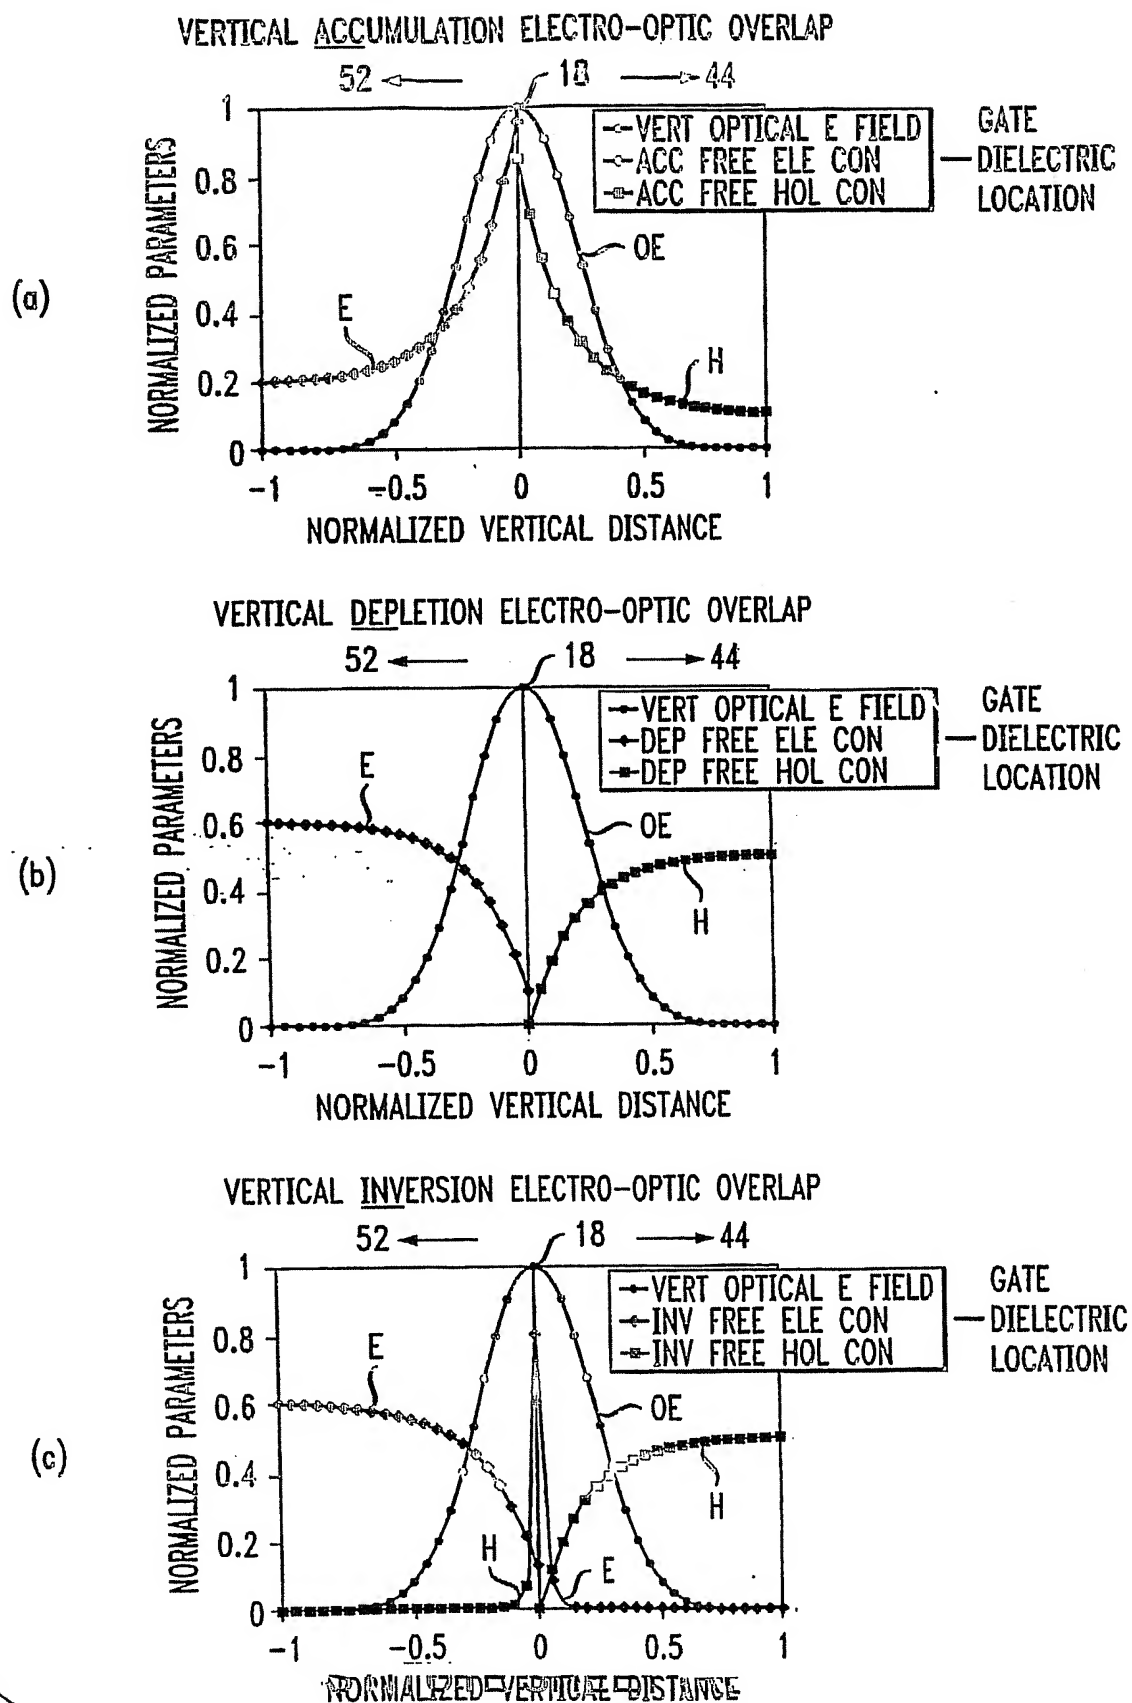 VERTICAL ACCUMULATION ELECTRO-OPTIC OVERLAP
52 18 44
1
0.8
0.6
0.4
0.2
0
NORMALIZED PARAMETERS
VERT OPTICAL E FIELD
ACC FREE ELE CON
ACC FREE HOL CON
GATE
DIELECTRIC
LOCATION
(a)
E
OE
H
-1 -0.5 0 0.5 1
NORMALIZED VERTICAL DISTANCE
VERTICAL DEPLETION ELECTRO-OPTIC OVERLAP
52 18 44
1
0.8
0.6
0.4
0.2
0
NORMALIZED PARAMETERS
VERT OPTICAL E FIELD
DEP FREE ELE CON
DEP FREE HOL CON
GATE
DIELECTRIC
LOCATION
(b)
E
OE
H
-1 -0.5 0 0.5 1
NORMALIZED VERTICAL DISTANCE
VERTICAL INVERSION ELECTRO-OPTIC OVERLAP
52 18 44
1
0.8
0.6
0.4
0.2
0
NORMALIZED PARAMETERS
VERT OPTICAL E FIELD
INV FREE ELE CON
INV FREE HOL CON
GATE
DIELECTRIC
LOCATION
(c)
E
OE
H
H
E
-1 -0.5 0 0.5 1
NORMALIZED VERTICAL DISTANCE